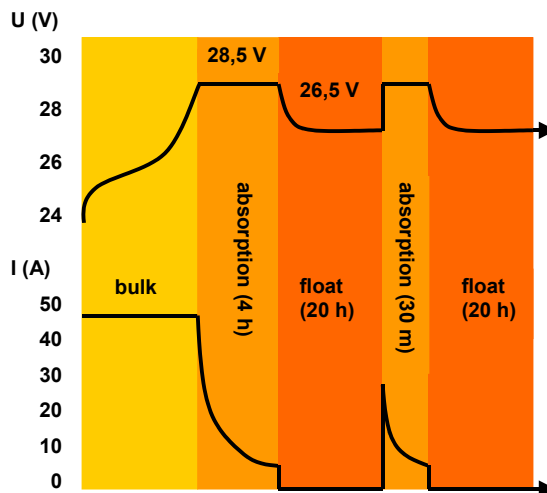 U (V)
30
28
26
24
28,5 V
26,5 V
I (A)
50
40
30
20
10
0
bulk
absorption (4 h)
float
(20 h)
absorption (30 m)
float
(20 h)